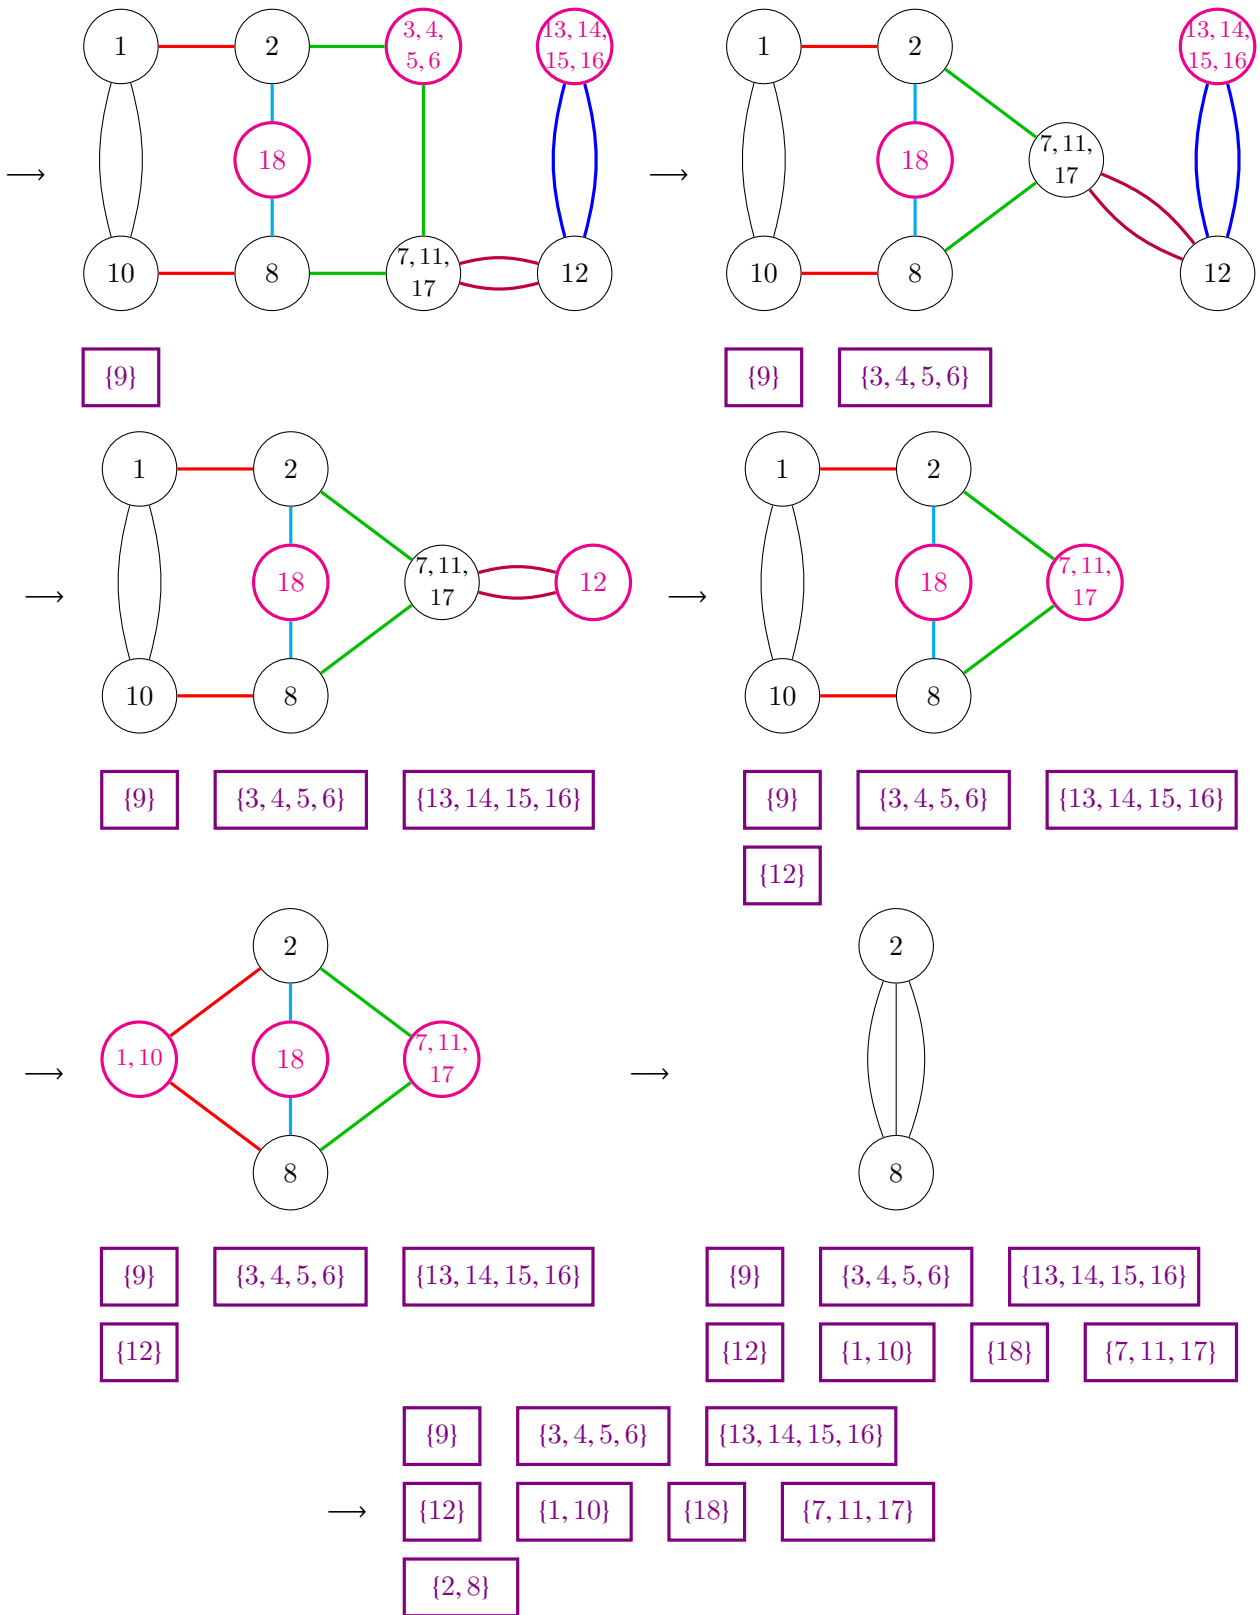 1 2 3, 4, 13, 14,
5, 6 15, 16
18
10 8 7, 11, 12
17
{9}
1 2 13, 14,
15, 16
18 7, 11,
17
10 8 12
{9} {3, 4, 5, 6}
⟶ ⟶
1 2
18 7, 11, 12
17
10 8
{9} {3, 4, 5, 6} {13, 14, 15, 16}
1 2
18 7, 11,
17
10 8
{9} {3, 4, 5, 6} {13, 14, 15, 16}
{12}
⟶ ⟶
2
1, 10 18 7, 11,
17
8
{9} {3, 4, 5, 6} {13, 14, 15, 16}
{12}
⟶ ⟶
2
8
{9} {3, 4, 5, 6} {13, 14, 15, 16}
{12} {1, 10} {18} {7, 11, 17}
{9} {3, 4, 5, 6} {13, 14, 15, 16}
⟶ {12} {1, 10} {18} {7, 11, 17}
{2, 8}